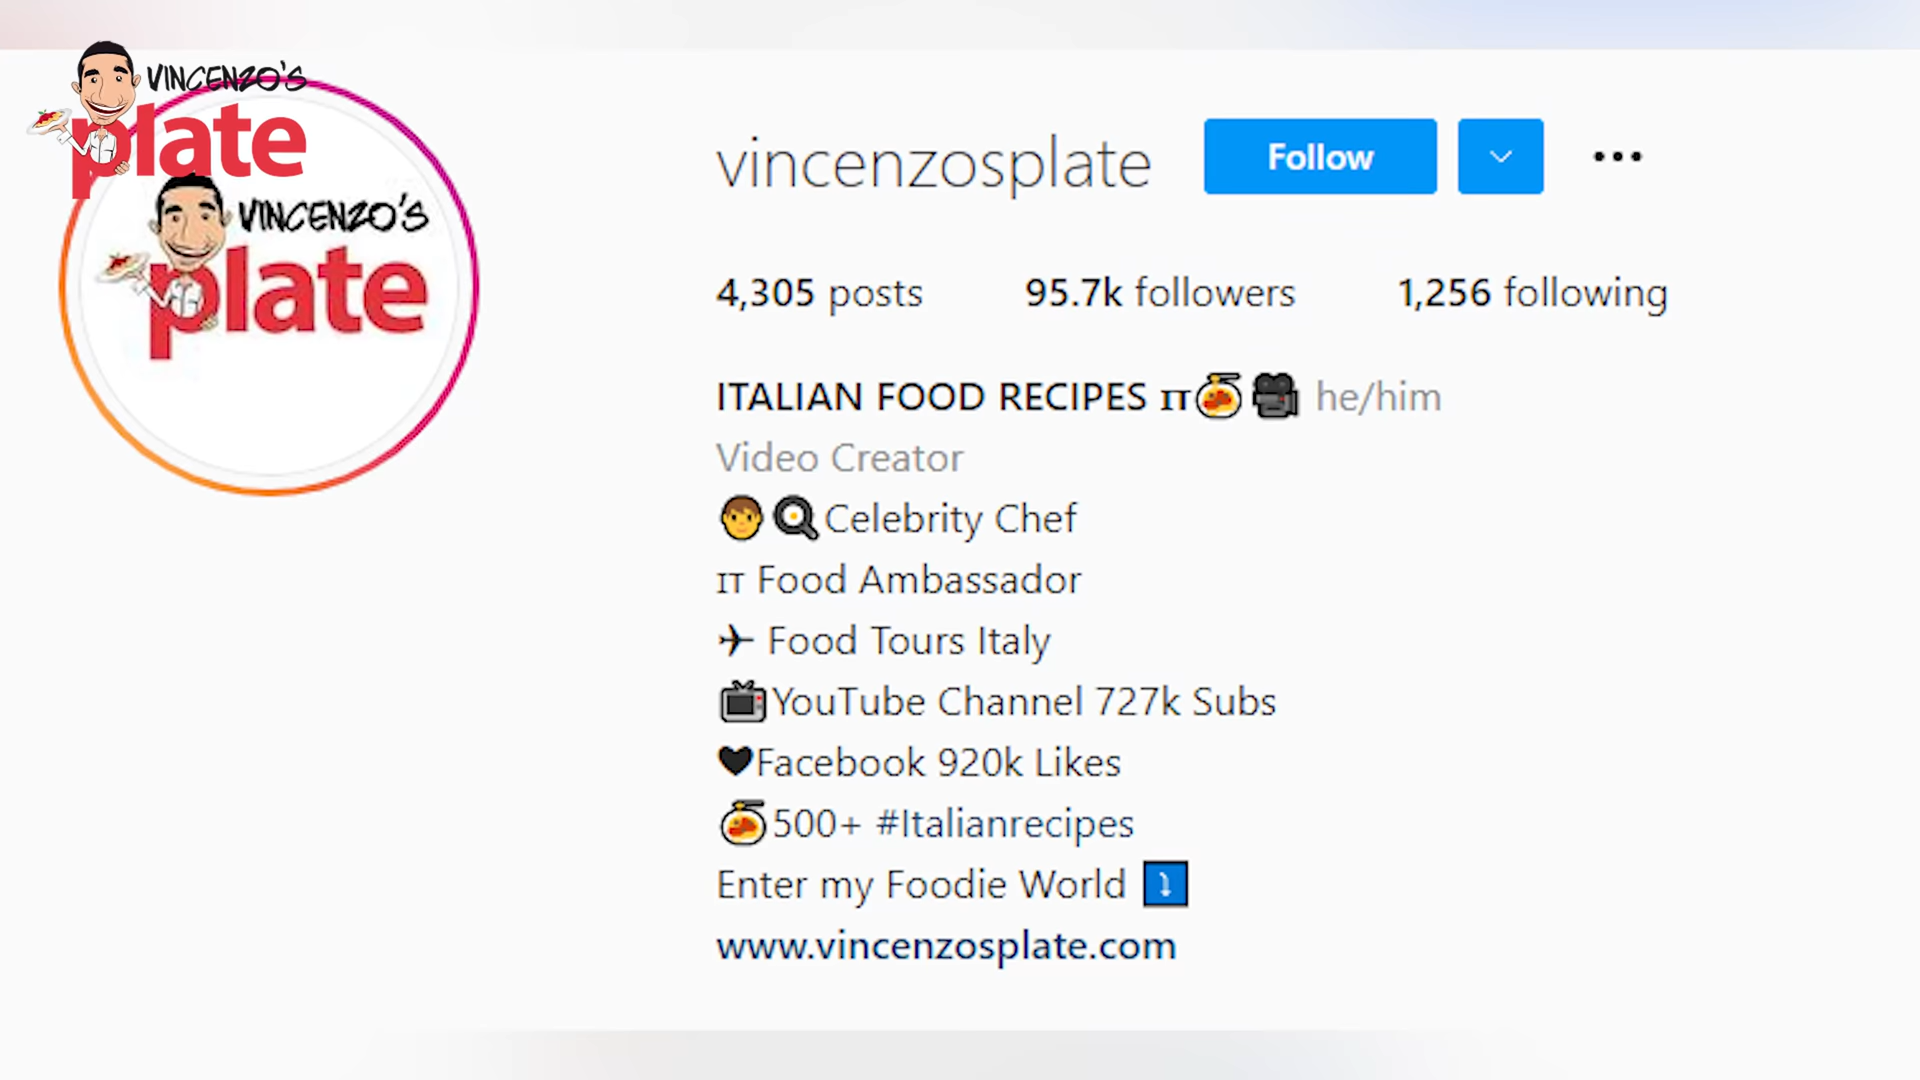 VINCENZO'S
plate
VINCENZO'S
plate
vincenzosplate Follow
4,305 posts 95.7k followers 1,256 following
ITALIAN FOOD RECIPES IT he/him
Video Creator
Celebrity Chef
IT Food Ambassador
✈ Food Tours Italy
📺YouTube Channel 727k Subs
🖤Facebook 920k Likes
🍝500+ #Italianrecipes
Enter my Foodie World ⤵
www.vincenzosplate.com